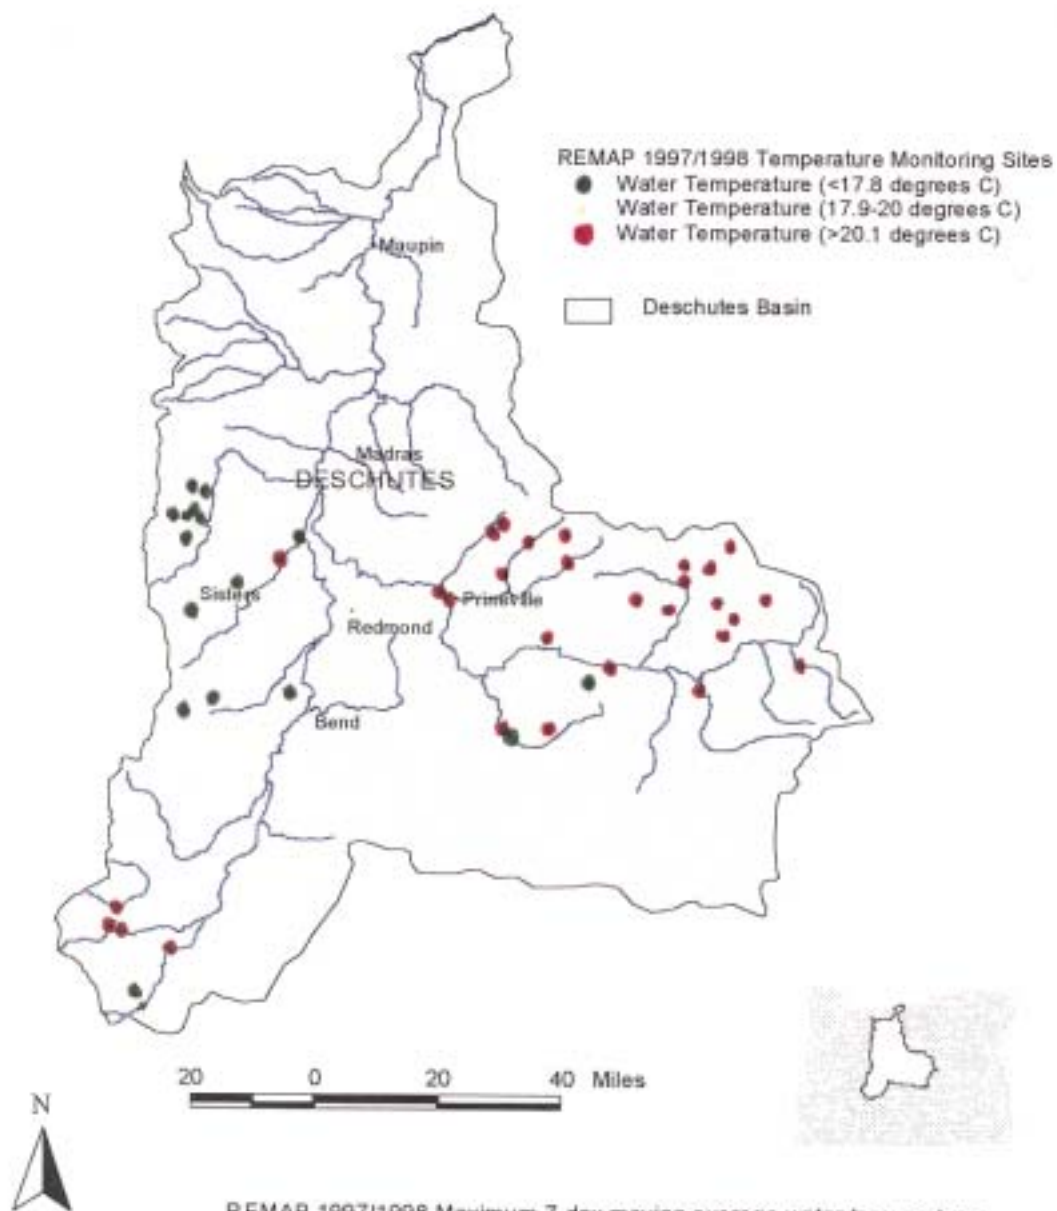 REMAP 1997/1998 Temperature Monitoring Sites
Water Temperature (<17.8 degrees C)
Water Temperature (17.9-20 degrees C)
Water Temperature (>20.1 degrees C)
Deschutes Basin
Maupin
Madras
DESCHUTES
Sisters
Prineville
Redmond
Bend
20 0 20 40 Miles
N
REMAP 1997/1998 Maximum 7 day moving average water temperature